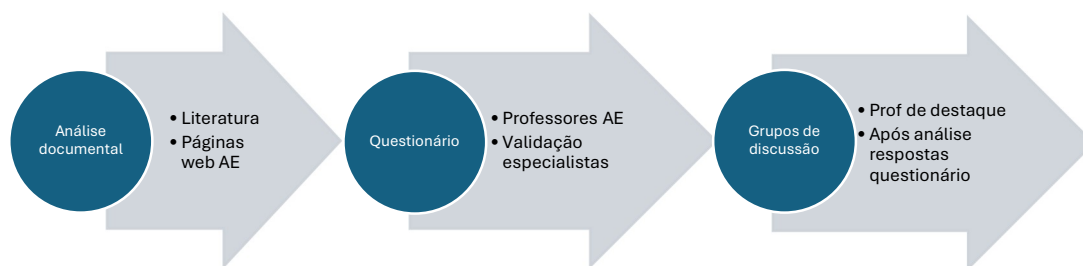 Análise
documental
• Literatura
• Páginas
web AE
Questionário
• Professores AE
• Validação
especialistas
Grupos de
discussão
• Prof de destaque
• Após análise
respostas
questionário